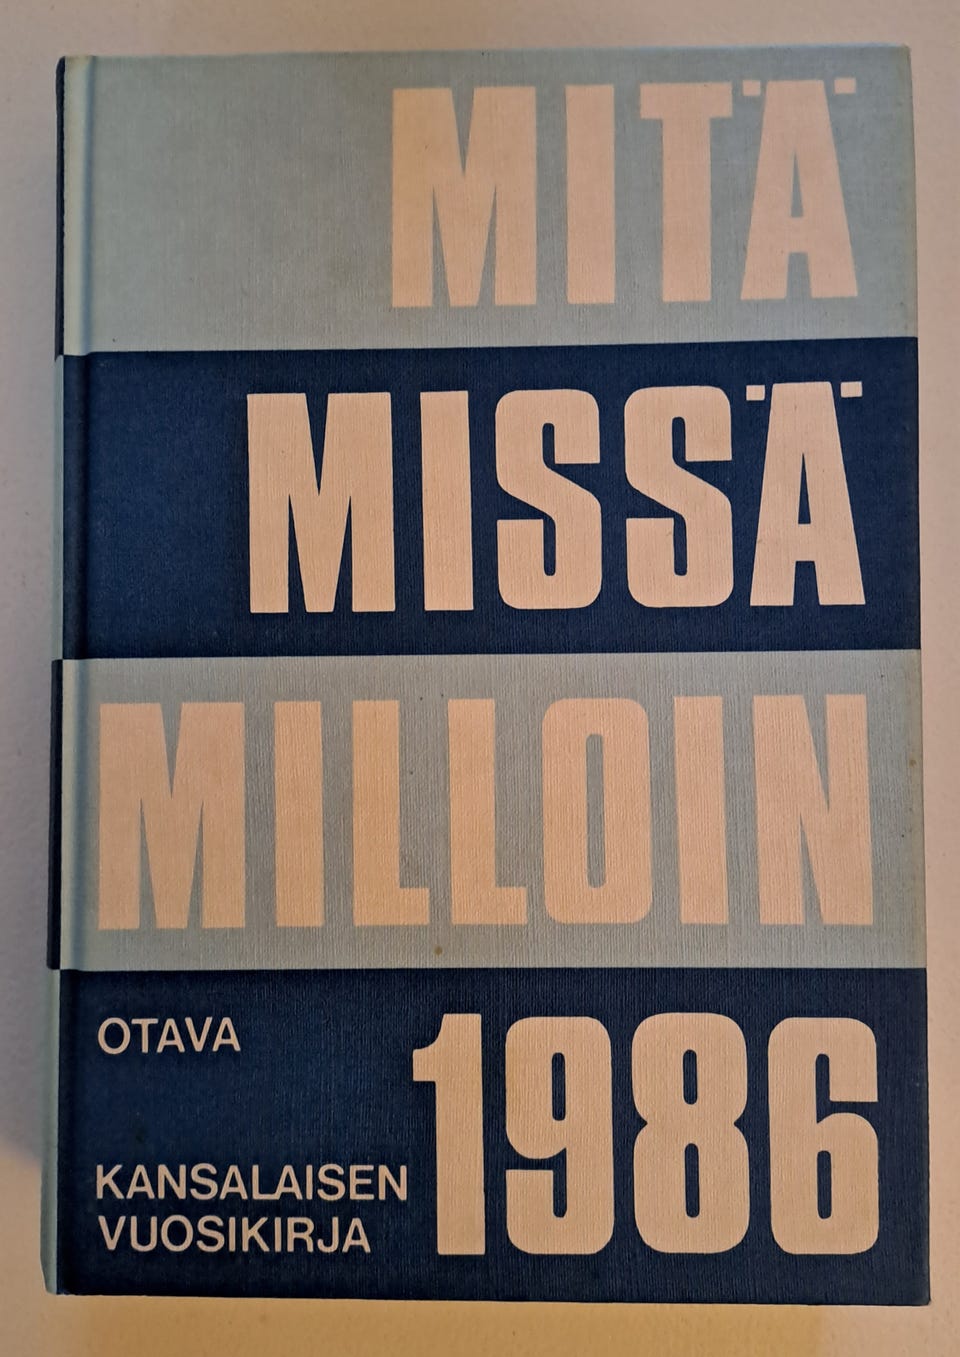 MITÄ
MISSÄ
MILLOIN
OTAVA
1986
KANSALAISEN
VUOSIKIRJA